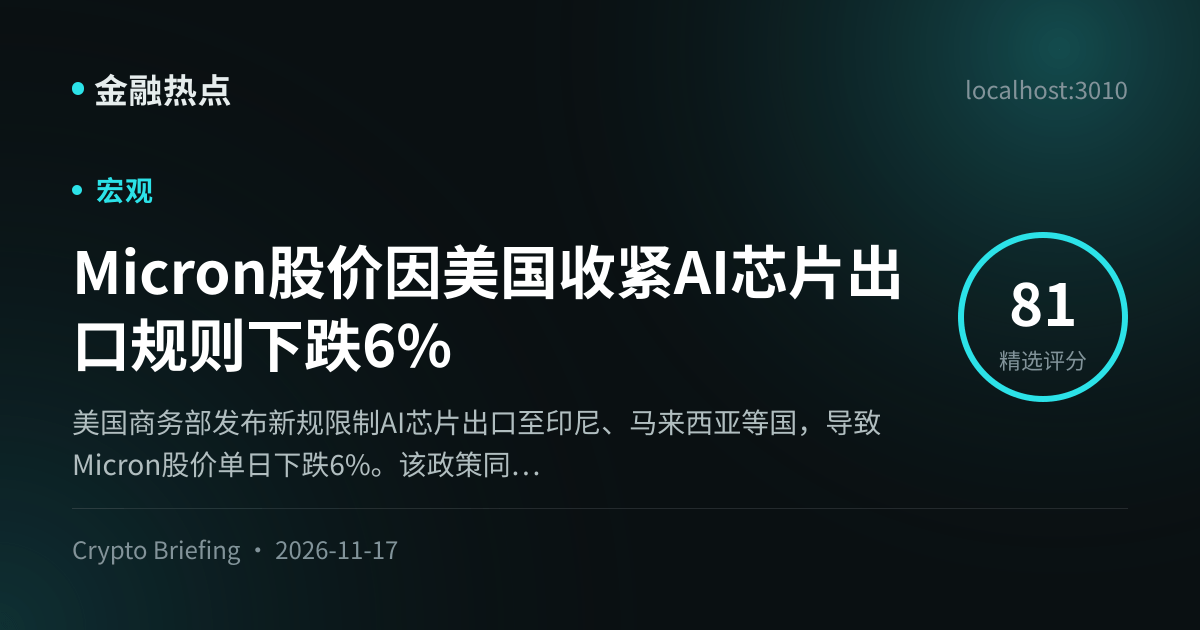 金融热点
localhost:3010
宏观
Micron股价因美国收紧AI芯片出
口规则下跌6%
81
精选评分
美国商务部发布新规限制AI芯片出口至印尼、马来西亚等国，导致
Micron股价单日下跌6%。该政策同…
Crypto Briefing · 2026-11-17